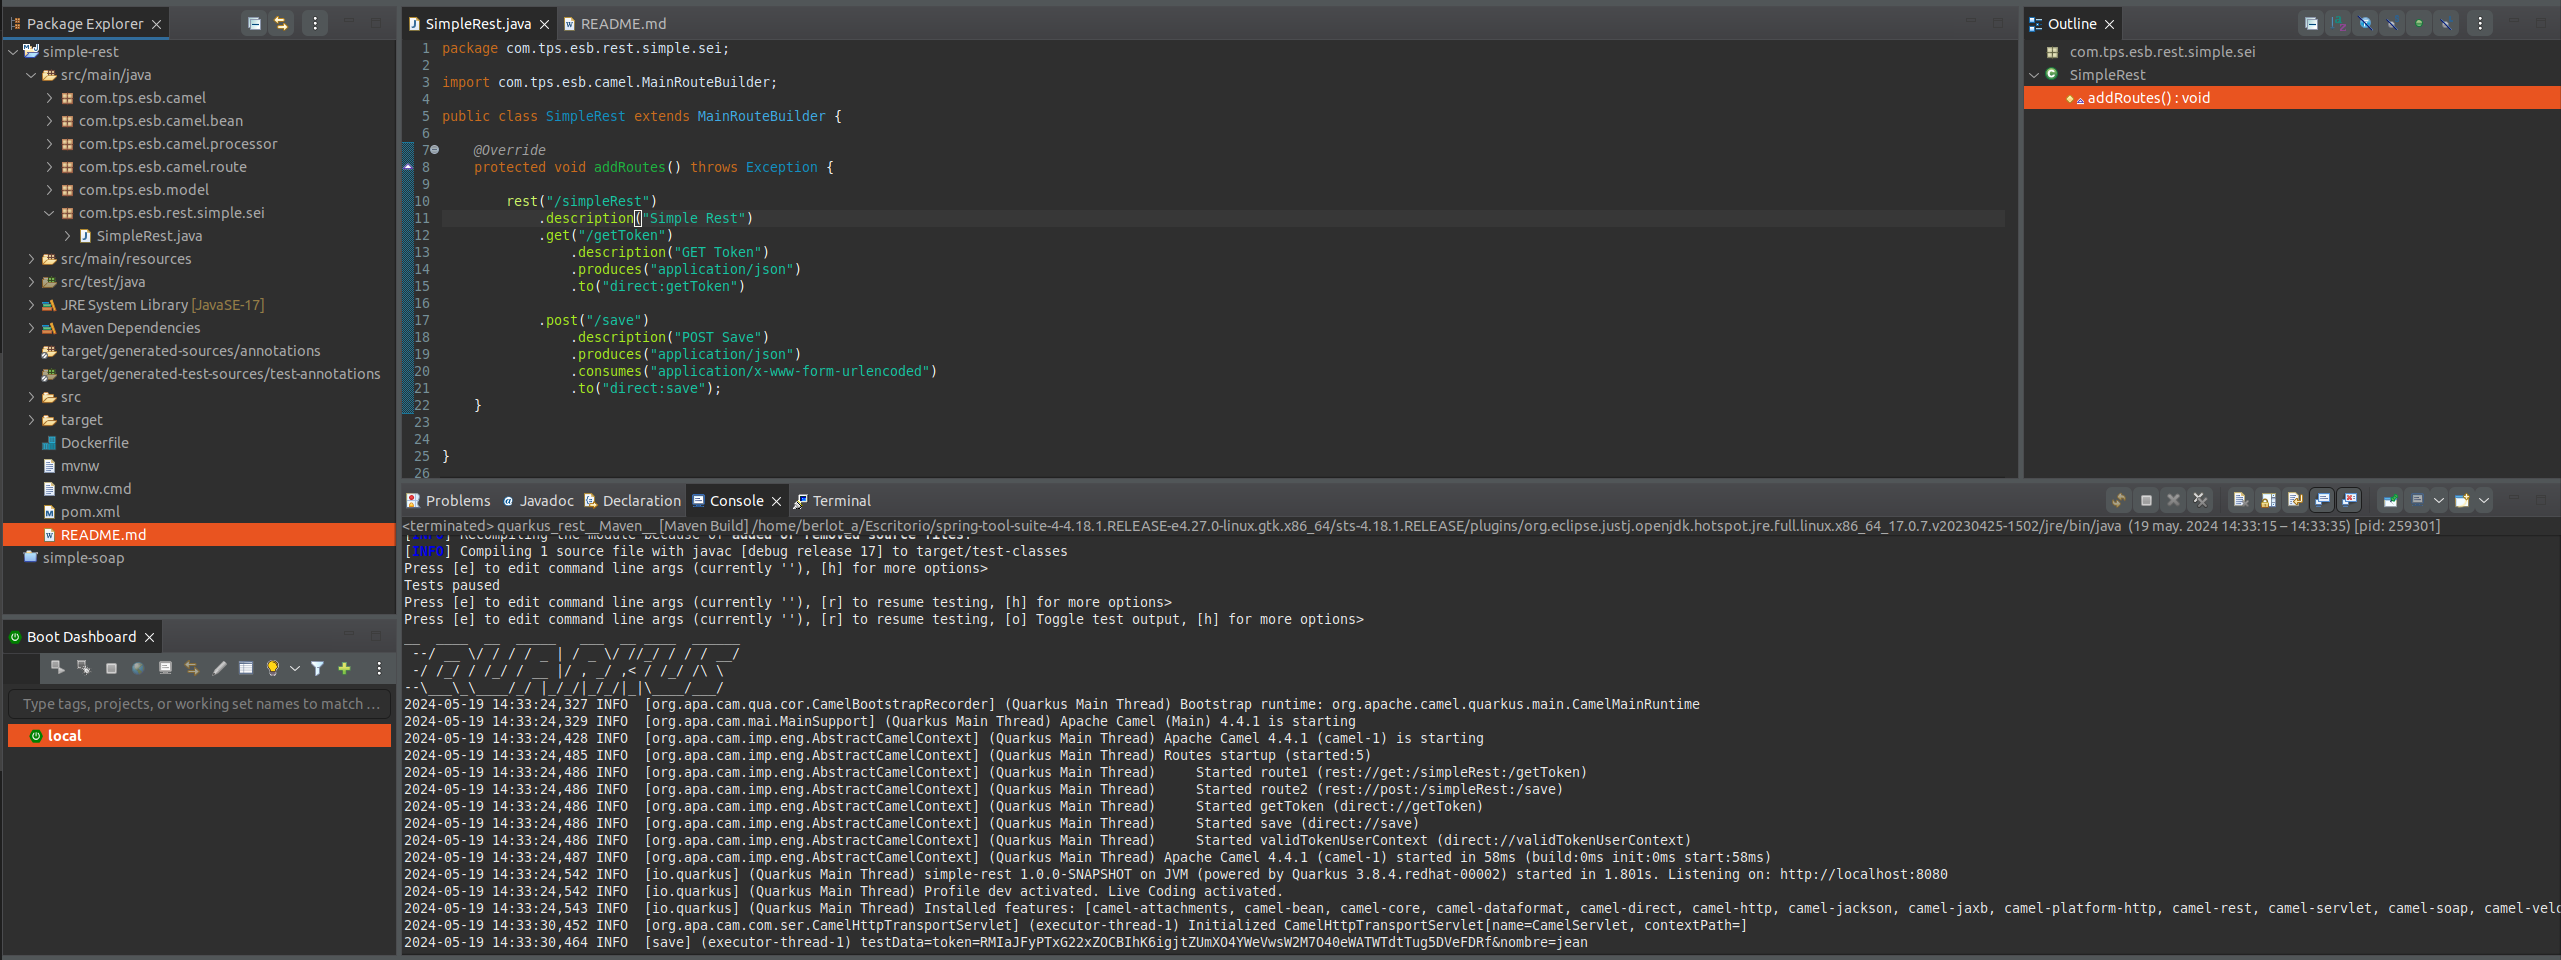 Package Explorer
simple-rest
src/main/java
com.tps.esb.camel
com.tps.esb.camel.bean
com.tps.esb.camel.processor
com.tps.esb.camel.route
com.tps.esb.model
com.tps.esb.rest.simple.sei
SimpleRest.java
src/main/resources
src/test/java
JRE System Library [JavaSE-17]
Maven Dependencies
target/generated-sources/annotations
target/generated-test-sources/test-annotations
src
target
Dockerfile
mvnw
mvnw.cmd
pom.xml
README.md
simple-soap
Boot Dashboard
Type tags, projects, or working set names to match ...
local
SimpleRest.java README.md
1 package com.tps.esb.rest.simple.sei;
2
3 import com.tps.esb.camel.MainRouteBuilder;
4
5 public class SimpleRest extends MainRouteBuilder {
6
7 @Override
8 protected void addRoutes() throws Exception {
9
10 rest("/simpleRest")
11 .description("Simple Rest")
12 .get("/getToken")
13 .description("GET Token")
14 .produces("application/json")
15 .to("direct:getToken")
16
17 .post("/save")
18 .description("POST Save")
19 .produces("application/json")
20 .consumes("application/x-www-form-urlencoded")
21 .to("direct:save");
22 }
23
24
25 }
26
Outline
com.tps.esb.rest.simple.sei
SimpleRest
addRoutes() : void
Problems Javadoc Declaration Console Terminal
<terminated> quarkus_rest__Maven__ [Maven Build] /home/berlot_a/Escritorio/spring-tool-suite-4-4.18.1.RELEASE-e4.27.0-linux.gtk.x86_64/sts-4.18.1.RELEASE/plugins/org.eclipse.justj.openjdk.hotspot.jre.full.linux.x86_64_17.0.7.v20230425-1502/jre/bin/java (19 may. 2024 14:33:15 – 14:33:35) [pid: 259301]
[INFO] Recompiling the module because of added or removed source files.
[INFO] Compiling 1 source file with javac [debug release 17] to target/test-classes
Press [e] to edit command line args (currently ''), [h] for more options>
Tests paused
Press [e] to edit command line args (currently ''), [r] to resume testing, [h] for more options>
Press [e] to edit command line args (currently ''), [r] to resume testing, [o] Toggle test output, [h] for more options>
__  ____  __  _____   ___  __ ____  ______
 --/ __ \/ / / / _ | / _ \/ //_/ / / / __/
 -/ /_/ / /_/ / __ |/ , _/ ,< / /_/ /\ \
--\___\_\____/_/ |_/_/|_/_/|_|\____/___/
2024-05-19 14:33:24,327 INFO [org.apa.cam.qua.cor.CamelBootstrapRecorder] (Quarkus Main Thread) Bootstrap runtime: org.apache.camel.quarkus.main.CamelMainRuntime
2024-05-19 14:33:24,329 INFO [org.apa.cam.mai.MainSupport] (Quarkus Main Thread) Apache Camel (Main) 4.4.1 is starting
2024-05-19 14:33:24,428 INFO [org.apa.cam.imp.eng.AbstractCamelContext] (Quarkus Main Thread) Apache Camel 4.4.1 (camel-1) is starting
2024-05-19 14:33:24,485 INFO [org.apa.cam.imp.eng.AbstractCamelContext] (Quarkus Main Thread) Routes startup (started:5)
2024-05-19 14:33:24,486 INFO [org.apa.cam.imp.eng.AbstractCamelContext] (Quarkus Main Thread) Started route1 (rest://get:/simpleRest:/getToken)
2024-05-19 14:33:24,486 INFO [org.apa.cam.imp.eng.AbstractCamelContext] (Quarkus Main Thread) Started route2 (rest://post:/simpleRest:/save)
2024-05-19 14:33:24,486 INFO [org.apa.cam.imp.eng.AbstractCamelContext] (Quarkus Main Thread) Started getToken (direct://getToken)
2024-05-19 14:33:24,486 INFO [org.apa.cam.imp.eng.AbstractCamelContext] (Quarkus Main Thread) Started save (direct://save)
2024-05-19 14:33:24,486 INFO [org.apa.cam.imp.eng.AbstractCamelContext] (Quarkus Main Thread) Started validTokenUserContext (direct://validTokenUserContext)
2024-05-19 14:33:24,487 INFO [org.apa.cam.imp.eng.AbstractCamelContext] (Quarkus Main Thread) Apache Camel 4.4.1 (camel-1) started in 58ms (build:0ms init:0ms start:58ms)
2024-05-19 14:33:24,542 INFO [io.quarkus] (Quarkus Main Thread) simple-rest 1.0.0-SNAPSHOT on JVM (powered by Quarkus 3.8.4.redhat-00002) started in 1.801s. Listening on: http://localhost:8080
2024-05-19 14:33:24,542 INFO [io.quarkus] (Quarkus Main Thread) Profile dev activated. Live Coding activated.
2024-05-19 14:33:24,543 INFO [io.quarkus] (Quarkus Main Thread) Installed features: [camel-attachments, camel-bean, camel-core, camel-dataformat, camel-direct, camel-http, camel-jackson, camel-jaxb, camel-platform-http, camel-rest, camel-servlet, camel-soap, camel-velo
2024-05-19 14:33:30,452 INFO [org.apa.cam.com.ser.CamelHttpTransportServlet] (executor-thread-1) Initialized CamelHttpTransportServlet[name=CamelServlet, contextPath=]
2024-05-19 14:33:30,464 INFO [save] (executor-thread-1) testData=token=RMIaJFyPTxG22xZOCBIhK6igjtZUmXO4YWeVwsW2M7O40eWATWTdtTug5DVeFDRf&nombre=jean